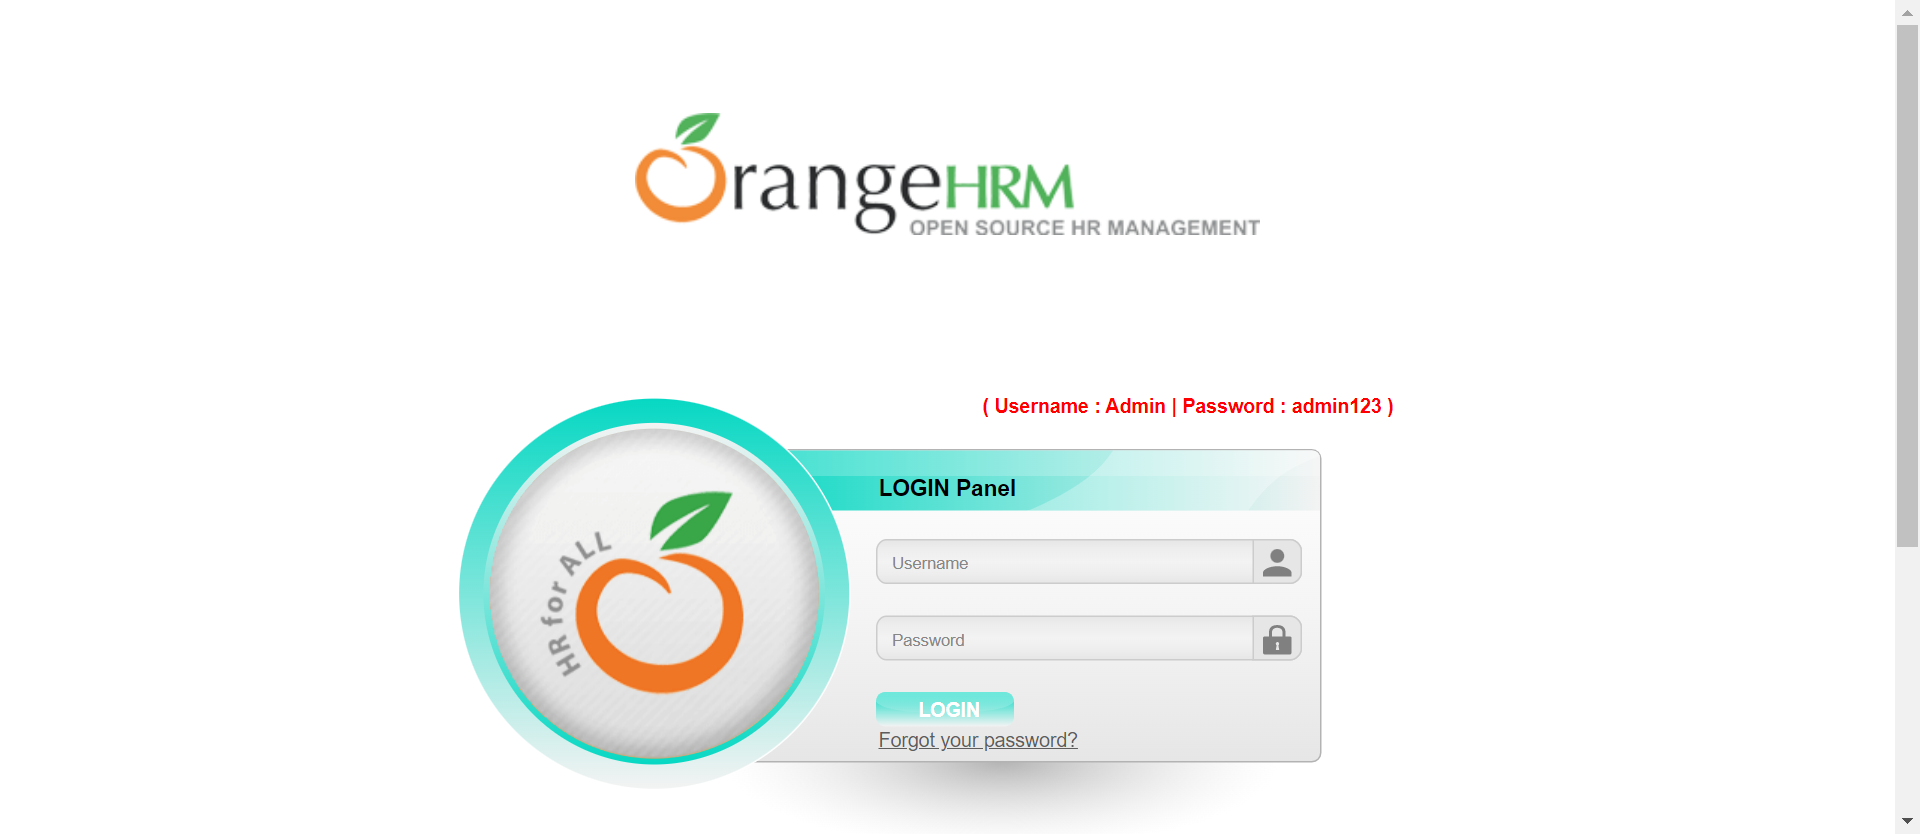 OrangeHRM
OPEN SOURCE HR MANAGEMENT
( Username : Admin | Password : admin123 )
HR for ALL
LOGIN Panel
Username
Password
LOGIN
Forgot your password?